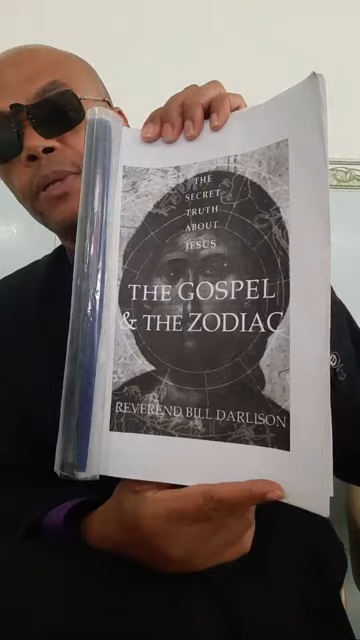 THE
SECRET
TRUTH
ABOUT
JESUS
THE GOSPEL
& THE ZODIAC
REVEREND BILL DARLISON